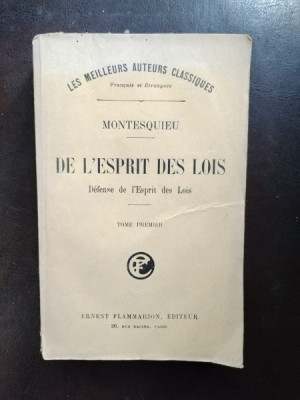 LES MEILLEURS AUTEURS CLASSIQUES
Français et Étrangers
MONTESQUIEU
DE L'ESPRIT DES LOIS
Défense de l'Esprit des Lois
TOME PREMIER
ERNEST FLAMMARION, ÉDITEUR
26, RUE RACINE, PARIS